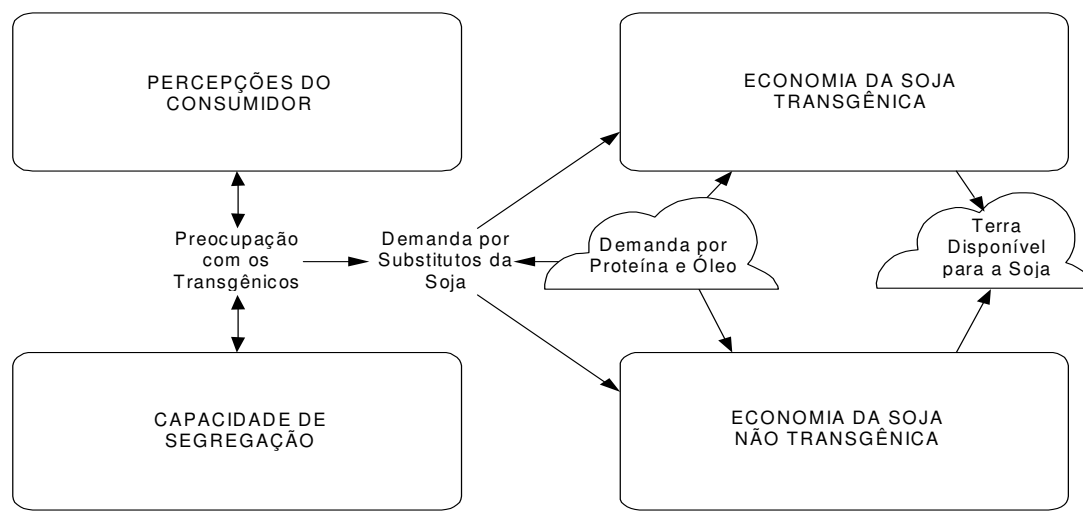 PERCEPÇÕES DO
CONSUMIDOR
ECONOMIA DA SOJA
TRANSGÊNICA
Preocupação
com os
Transgênicos
Demanda por
Substitutos da
Soja
Demanda por
Proteína e Óleo
Terra
Disponível
para a Soja
CAPACIDADE DE
SEGREGAÇÃO
ECONOMIA DA SOJA
NÃO TRANSGÊNICA